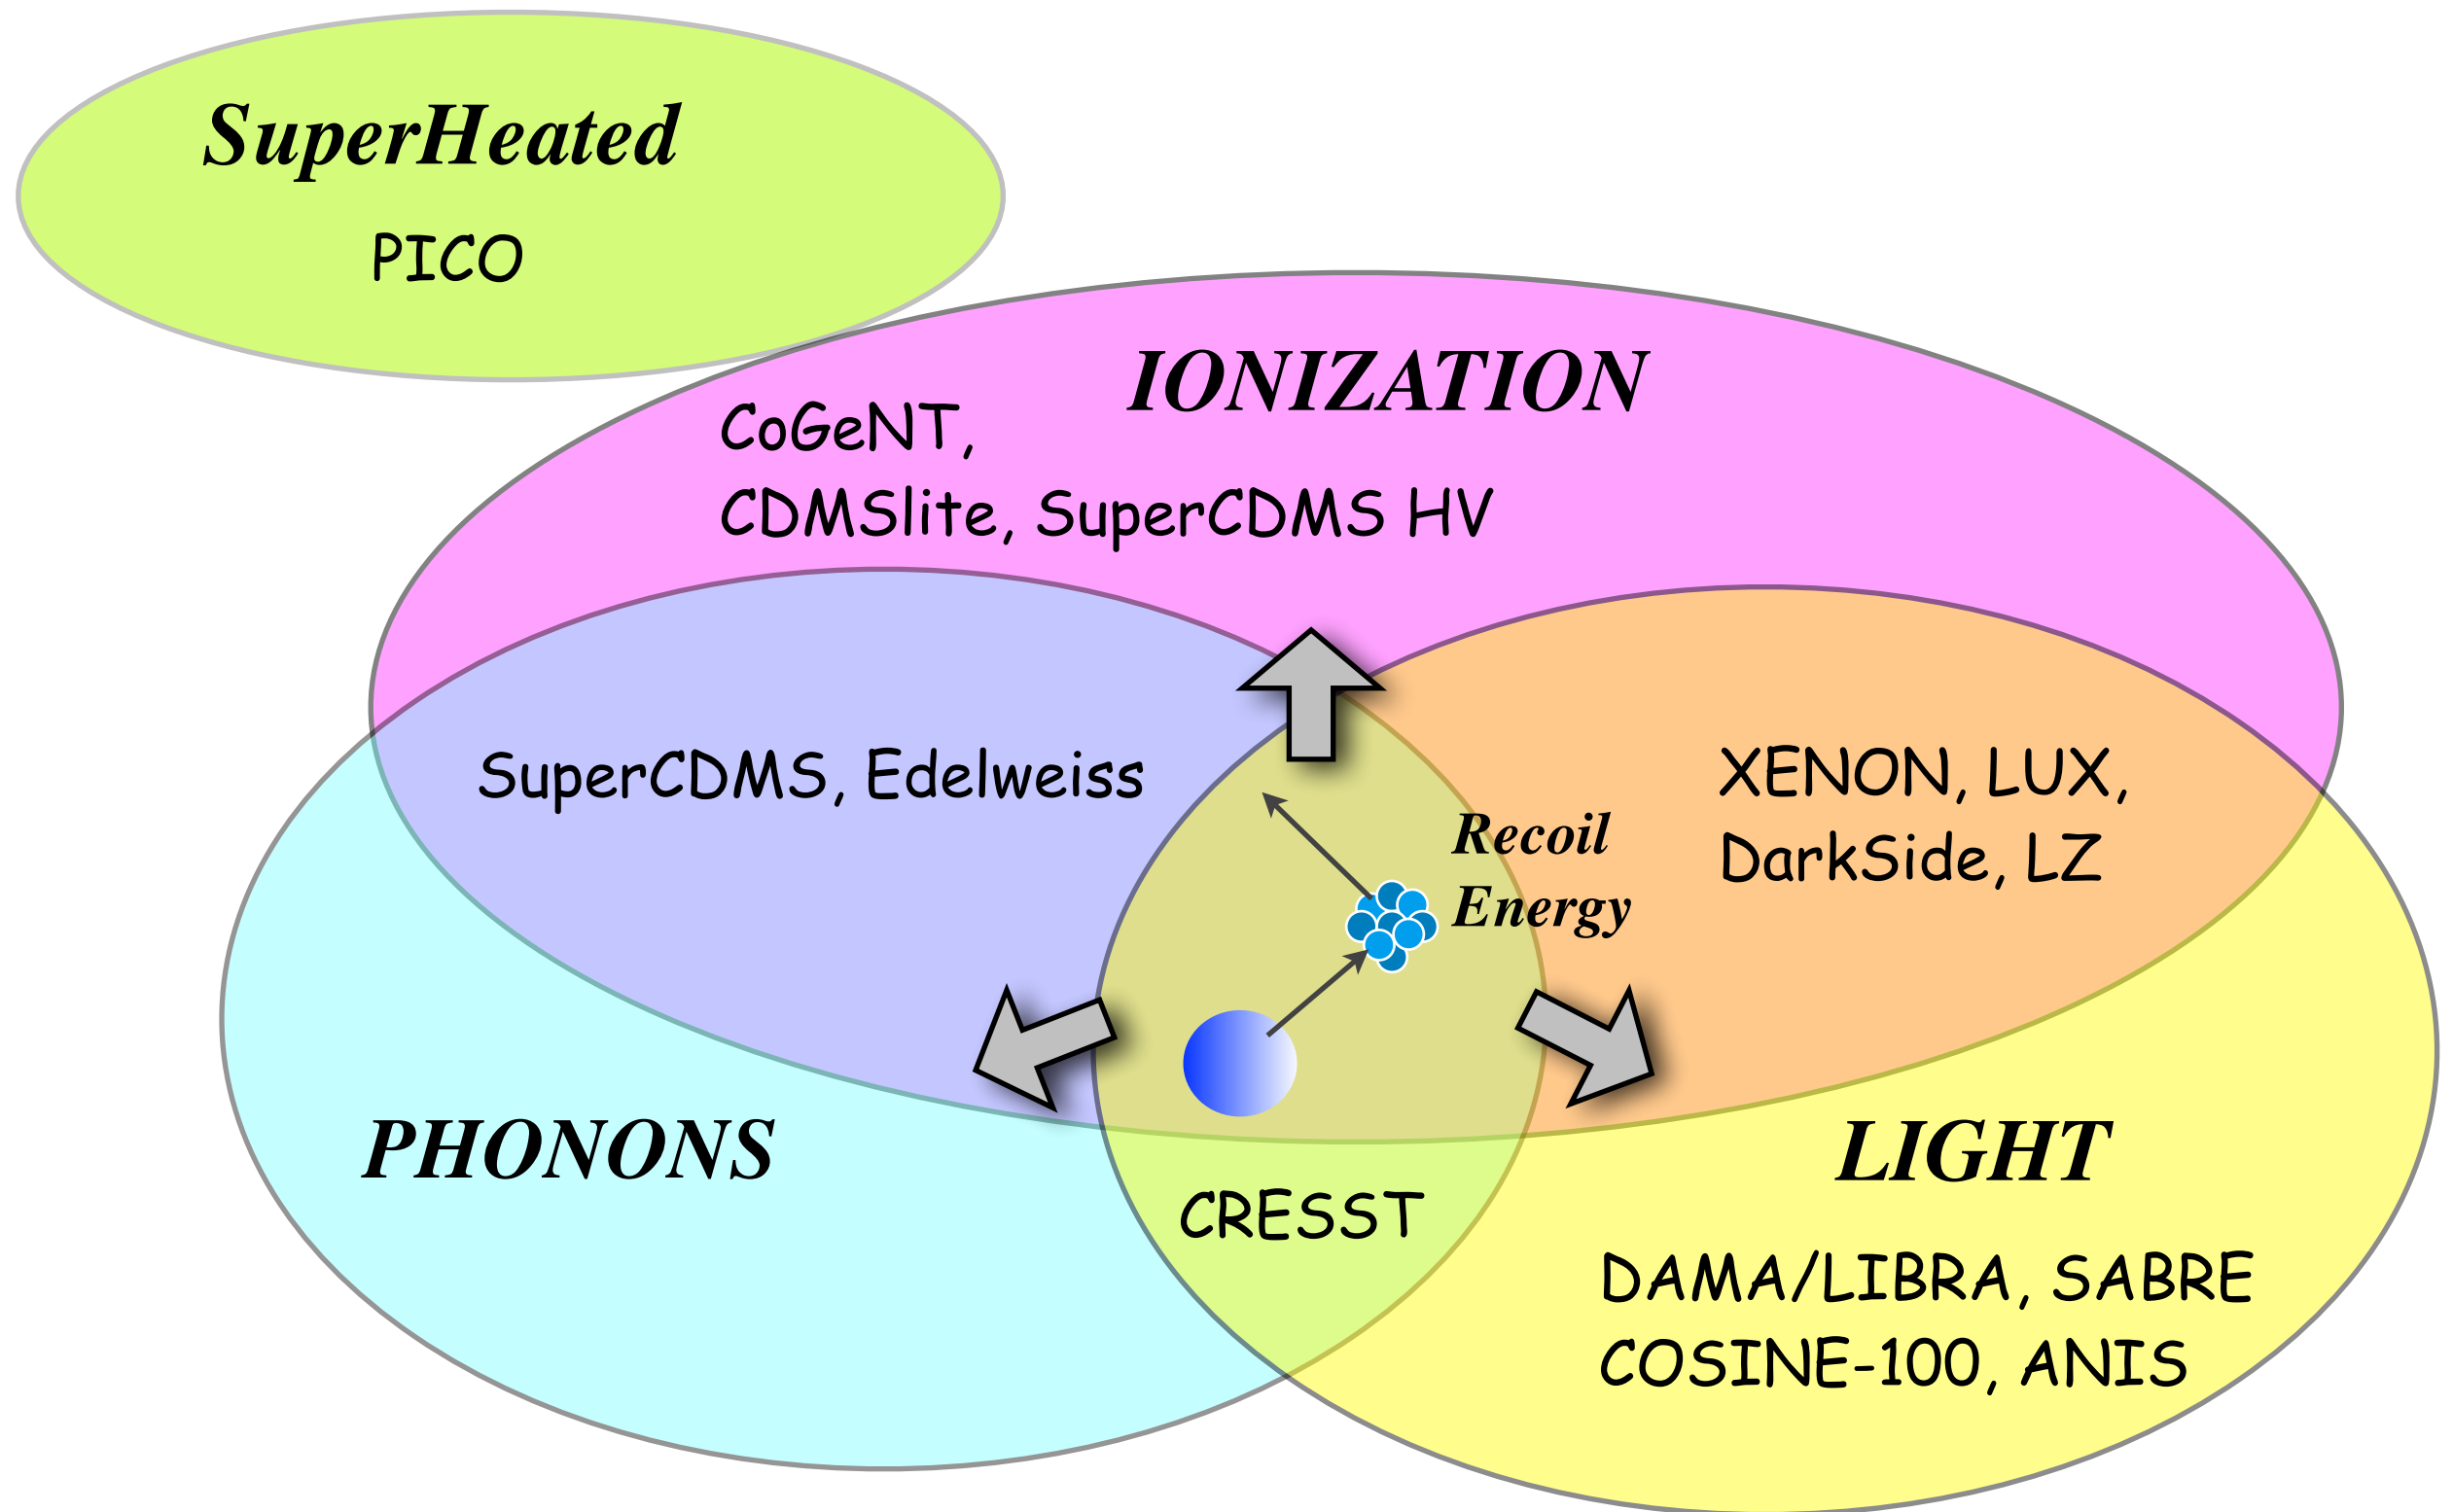 SuperHeated
PICO
IONIZATION
CoGeNT,
CDMSlite, SuperCDMS HV
SuperCDMS, Edelweiss
XENON, LUX,
DarkSide, LZ
Recoil
Energy
PHONONS
LIGHT
CRESST
DAMA/LIBRA, SABRE
COSINE-100, ANIS